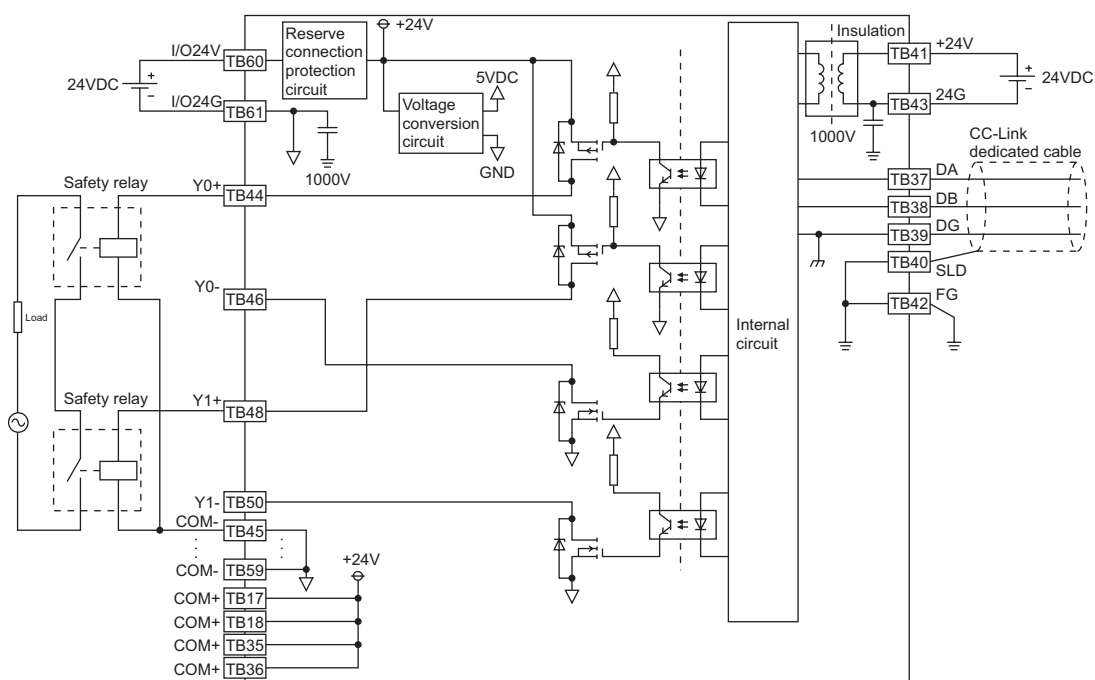 +24V
Reserve
connection
protection
circuit
I/O24V
TB60
24VDC
+
−
I/O24G
TB61
1000V
5VDC
Voltage
conversion
circuit
GND
Insulation
1000V
TB41
+24V
24VDC
+
−
TB43
24G
CC-Link
dedicated cable
TB37
DA
TB38
DB
TB39
DG
TB40
SLD
TB42
FG
Safety relay
Y0+
TB44
Y0-
TB46
Load
Internal
circuit
Safety relay
Y1+
TB48
Y1-
TB50
COM-
TB45
COM-
TB59
+24V
COM+
TB17
COM+
TB18
COM+
TB35
COM+
TB36